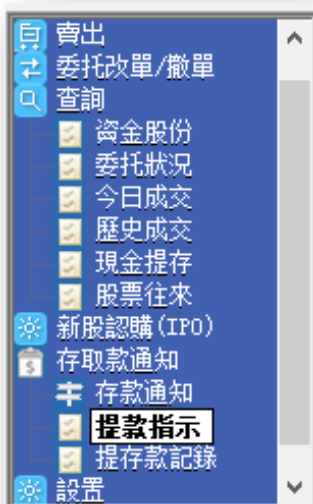 賣出
委托改單/撤單
查詢
資金股份
委托狀況
今日成交
歷史成交
現金提存
股票往來
新股認購(IPO)
存取款通知
存款通知
提款指示
提存款記錄
設置